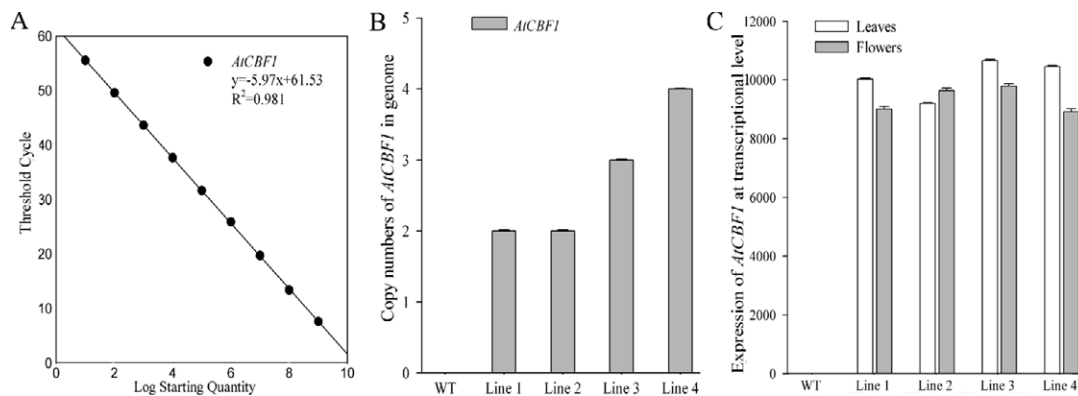 A
60
50
40
30
20
10
0
0 2 4 6 8 10
Threshold Cycle
Log Starting Quantity
AtCBF1
y=-5.97x+61.53
R²=0.981
B
5
4
3
2
1
0
WT Line 1 Line 2 Line 3 Line 4
Copy numbers of AtCBF1 in genome
AtCBF1
C
12000
10000
8000
6000
4000
2000
0
WT Line 1 Line 2 Line 3 Line 4
Expression of AtCBF1 at transcriptional level
Leaves
Flowers